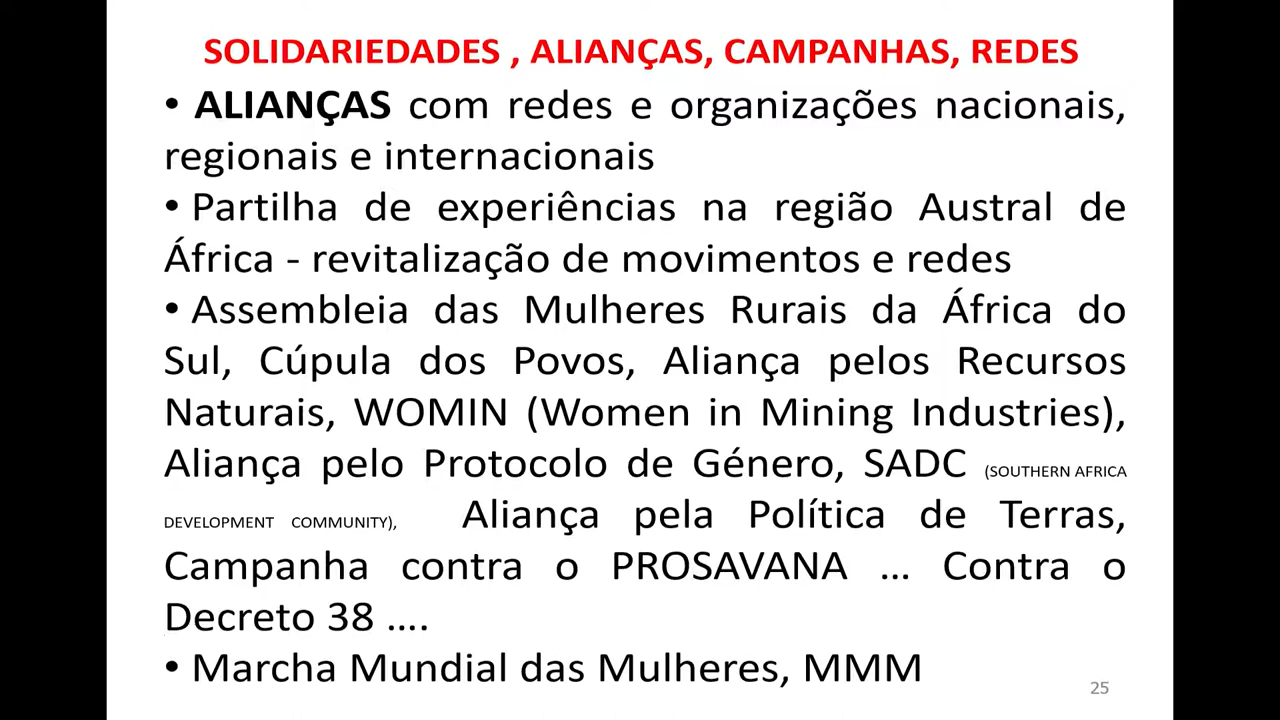 SOLIDARIEDADES , ALIANÇAS, CAMPANHAS, REDES
• ALIANÇAS com redes e organizações nacionais,
regionais e internacionais
• Partilha de experiências na região Austral de
África - revitalização de movimentos e redes
• Assembleia das Mulheres Rurais da África do
Sul, Cúpula dos Povos, Aliança pelos Recursos
Naturais, WOMIN (Women in Mining Industries),
Aliança pelo Protocolo de Género, SADC (SOUTHERN AFRICA
DEVELOPMENT COMMUNITY), Aliança pela Política de Terras,
Campanha contra o PROSAVANA ... Contra o
Decreto 38 ....
• Marcha Mundial das Mulheres, MMM
25